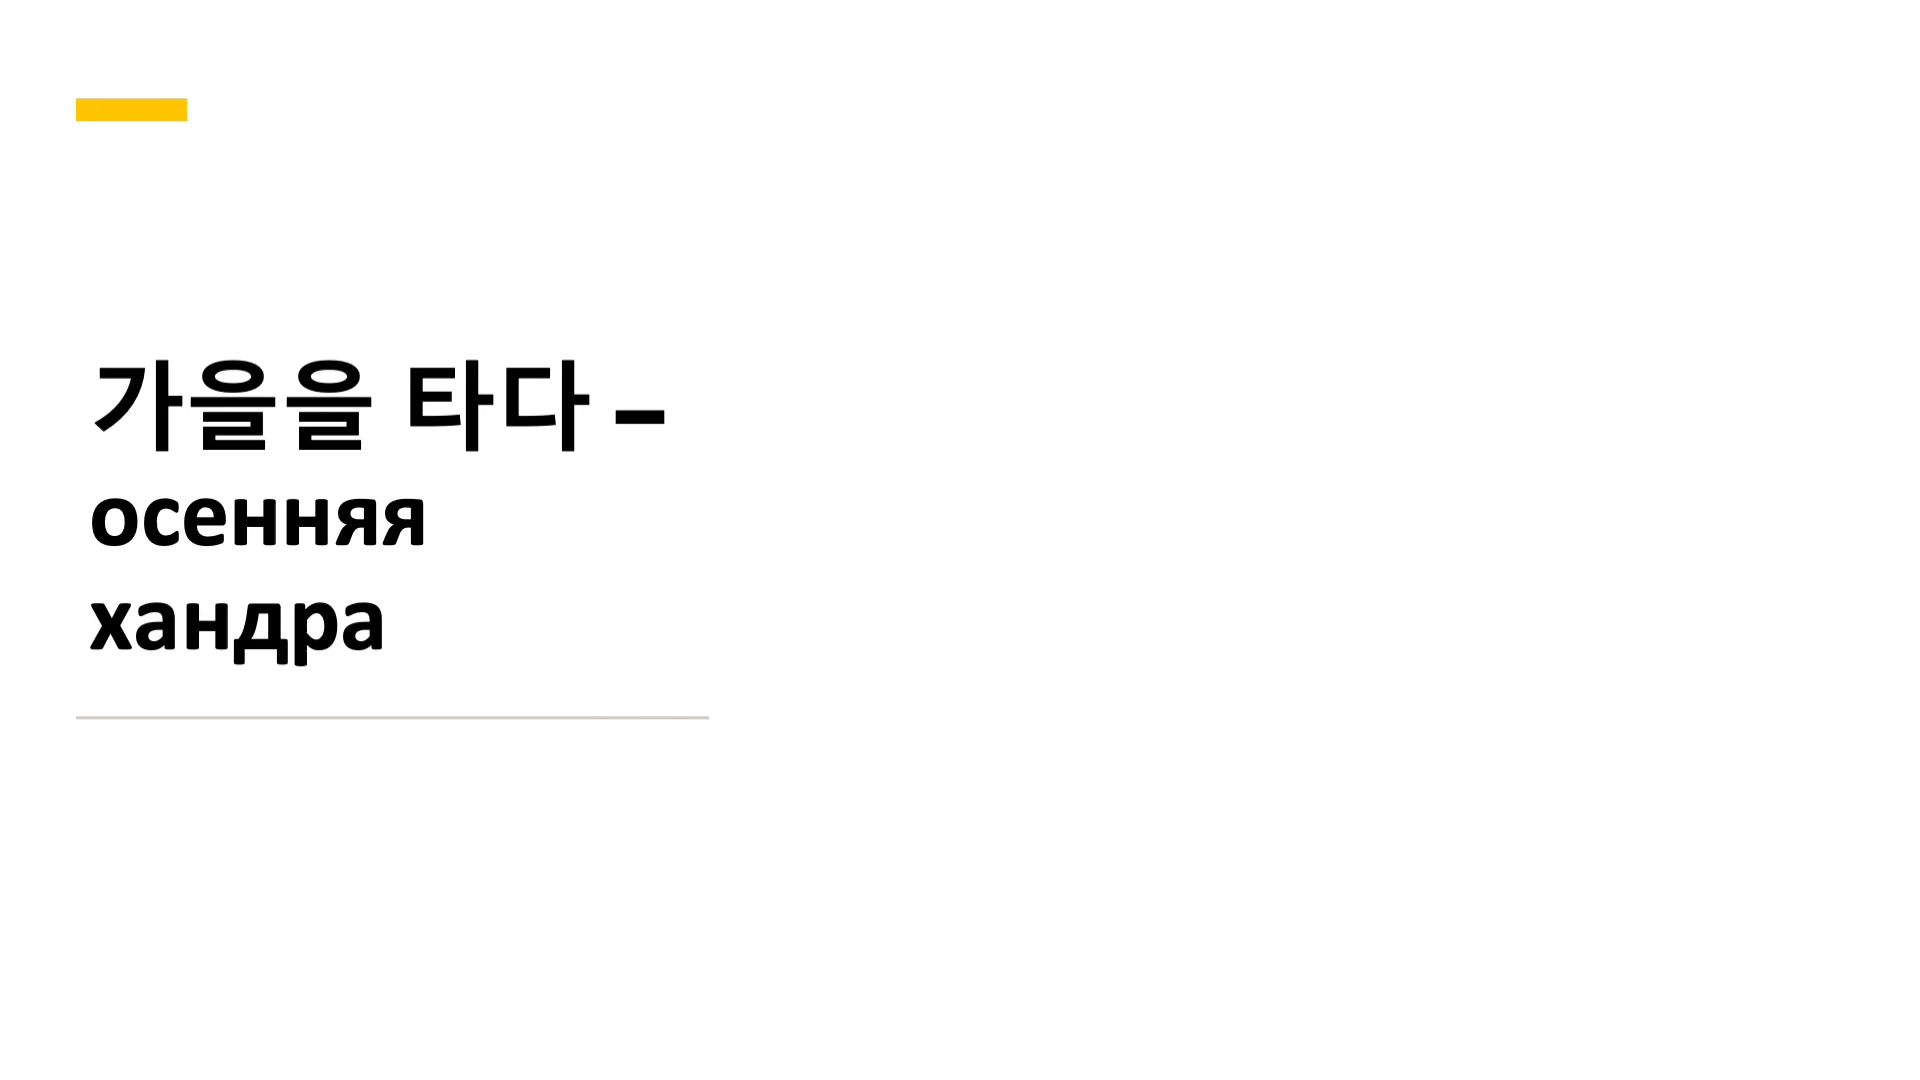 가을을 타다 –
осенняя
хандра